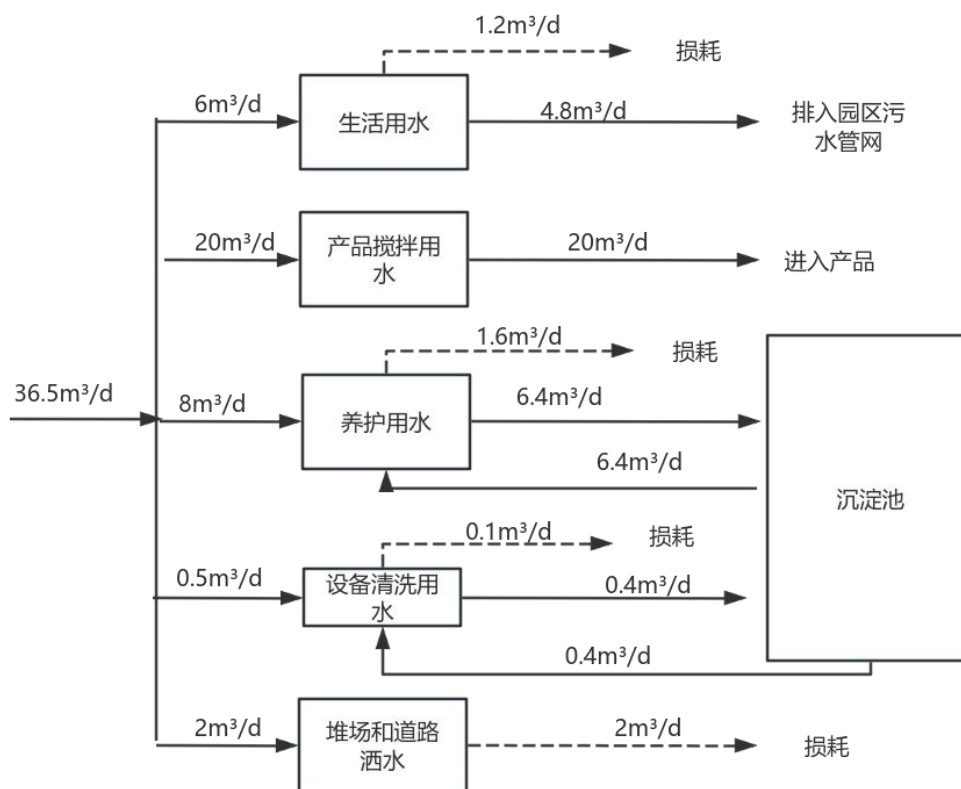 1.2m³/d
损耗
6m³/d
生活用水
4.8m³/d
排入园区污
水管网
20m³/d
产品搅拌用
水
20m³/d
进入产品
1.6m³/d
损耗
36.5m³/d
8m³/d
养护用水
6.4m³/d
6.4m³/d
沉淀池
0.1m³/d
损耗
0.5m³/d
设备清洗用
水
0.4m³/d
0.4m³/d
2m³/d
堆场和道路
洒水
2m³/d
损耗